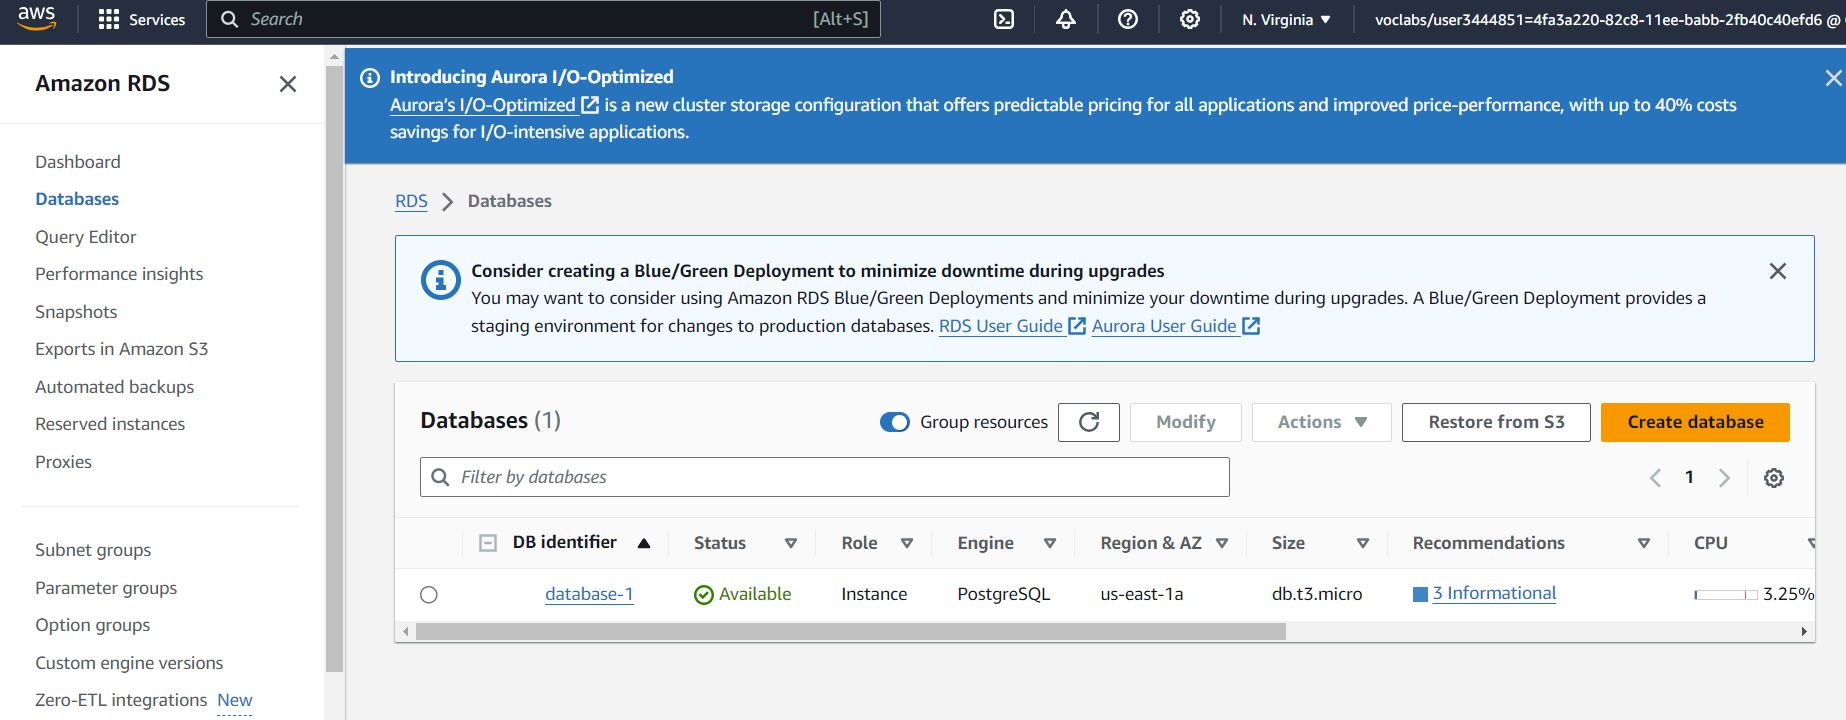 aws
Services
Search
[Alt+S]
N. Virginia
voclabs/user3444851=4fa3a220-82c8-11ee-babb-2fb40c40efd6 @
Amazon RDS
Dashboard
Databases
Query Editor
Performance insights
Snapshots
Exports in Amazon S3
Automated backups
Reserved instances
Proxies
Subnet groups
Parameter groups
Option groups
Custom engine versions
Zero-ETL integrations New
Introducing Aurora I/O-Optimized
Aurora's I/O-Optimized is a new cluster storage configuration that offers predictable pricing for all applications and improved price-performance, with up to 40% costs
savings for I/O-intensive applications.
RDS > Databases
Consider creating a Blue/Green Deployment to minimize downtime during upgrades
You may want to consider using Amazon RDS Blue/Green Deployments and minimize your downtime during upgrades. A Blue/Green Deployment provides a
staging environment for changes to production databases. RDS User Guide Aurora User Guide
Databases (1)
Group resources
Modify
Actions
Restore from S3
Create database
Filter by databases
1
DB identifier Status Role Engine Region & AZ Size Recommendations CPU
database-1 Available Instance PostgreSQL us-east-1a db.t3.micro 3 Informational 3.25%